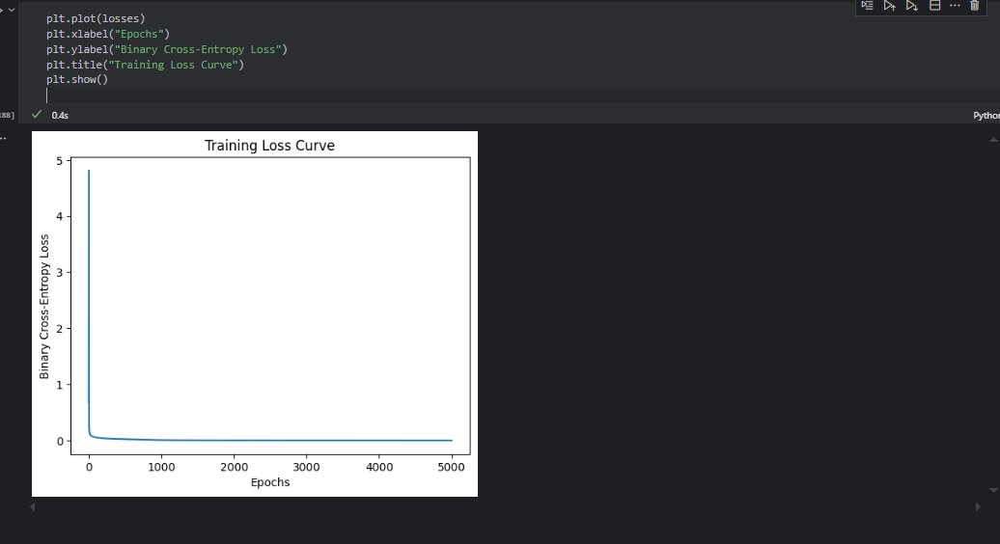 plt.plot(losses)
plt.xlabel("Epochs")
plt.ylabel("Binary Cross-Entropy Loss")
plt.title("Training Loss Curve")
plt.show()
188]
0.4s
Python
Training Loss Curve
Binary Cross-Entropy Loss
5
4
3
2
1
0
0
1000
2000
3000
4000
5000
Epochs